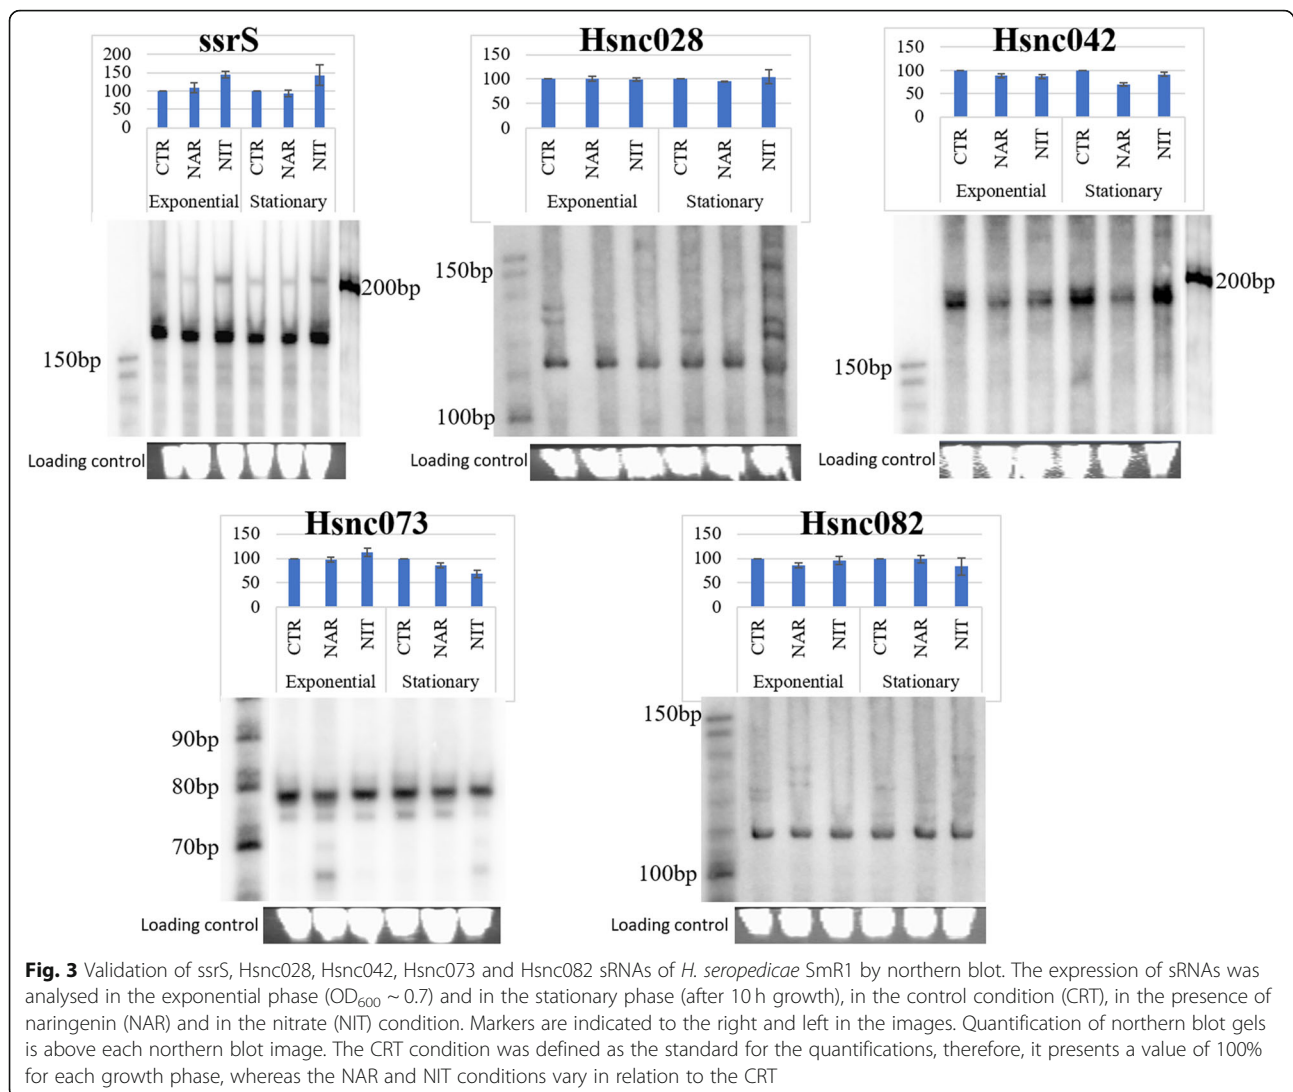 ssrS
200
150
100
50
0
CTR NAR NIT CTR NAR NIT
Exponential Stationary
200bp
150bp
Loading control
Hsnc028
150
100
50
0
CTR NAR NIT CTR NAR NIT
Exponential Stationary
150bp
100bp
Loading control
Hsnc042
150
100
50
0
CTR NAR NIT CTR NAR NIT
Exponential Stationary
200bp
150bp
Loading control
Hsnc073
150
100
50
0
CTR NAR NIT CTR NAR NIT
Exponential Stationary
90bp
80bp
70bp
Loading control
Hsnc082
150
100
50
0
CTR NAR NIT CTR NAR NIT
Exponential Stationary
150bp
100bp
Loading control
Fig. 3 Validation of ssrS, Hsnc028, Hsnc042, Hsnc073 and Hsnc082 sRNAs of H. seropedicae SmR1 by northern blot. The expression of sRNAs was
analysed in the exponential phase (OD600 ~ 0.7) and in the stationary phase (after 10 h growth), in the control condition (CRT), in the presence of
naringenin (NAR) and in the nitrate (NIT) condition. Markers are indicated to the right and left in the images. Quantification of northern blot gels
is above each northern blot image. The CRT condition was defined as the standard for the quantifications, therefore, it presents a value of 100%
for each growth phase, whereas the NAR and NIT conditions vary in relation to the CRT